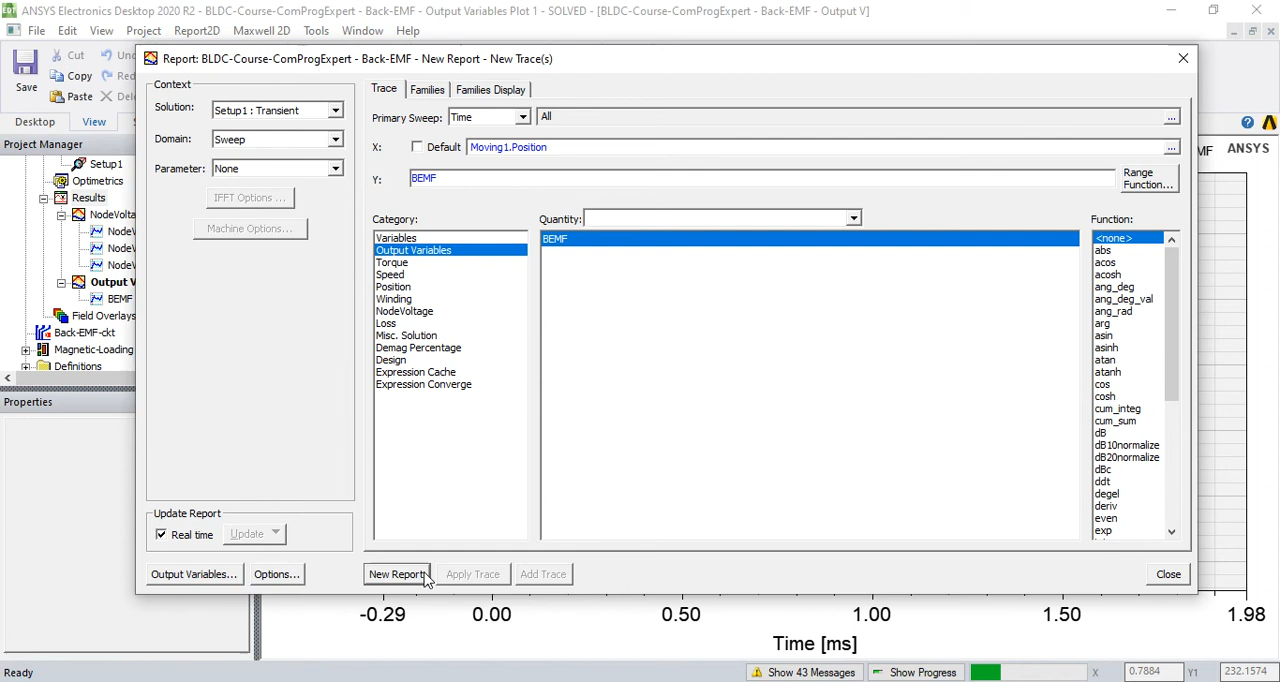 ANSYS Electronics Desktop 2020 R2 - BLDC-Course-ComProgExpert - Back-EMF - Output Variables Plot 1 - SOLVED - [BLDC-Course-ComProgExpert - Back-EMF - Output V]
File Edit View Project Report2D Maxwell 2D Tools Window Help
Report: BLDC-Course-ComProgExpert - Back-EMF - New Report - New Trace(s)
Save
Cut
Copy
Paste
Und
Red
Dele
Desktop View
Project Manager
Setup1
Optimetrics
Results
NodeVolta
NodeV
NodeV
NodeV
Output V
BEMF
Field Overlays
Back-EMF-ckt
Magnetic-Loading
Definitions
Properties
Context
Solution: Setup1 : Transient
Domain: Sweep
Parameter: None
IFFT Options ...
Machine Options...
Update Report
Real time Update
Output Variables... Options...
Trace Families Families Display
Primary Sweep: Time All ...
X: Default Moving1.Position ...
Y: BEMF Range Function...
Category:
Variables
Output Variables
Torque
Speed
Position
Winding
NodeVoltage
Loss
Misc. Solution
Demag Percentage
Design
Expression Cache
Expression Converge
Quantity:
BEMF
Function:
<none>
abs
acos
acosh
ang_deg
ang_deg_val
ang_rad
arg
asin
asinh
atan
atanh
cos
cosh
cum_integ
cum_sum
dB
dB10normalize
dB20normalize
dBc
ddt
degel
deriv
even
exp
New Report Apply Trace Add Trace Close
MF ANSYS
-0.29 0.00 0.50 1.00 1.50 1.98
Time [ms]
Ready Show 43 Messages Show Progress X 0.7884 Y1 232.1574